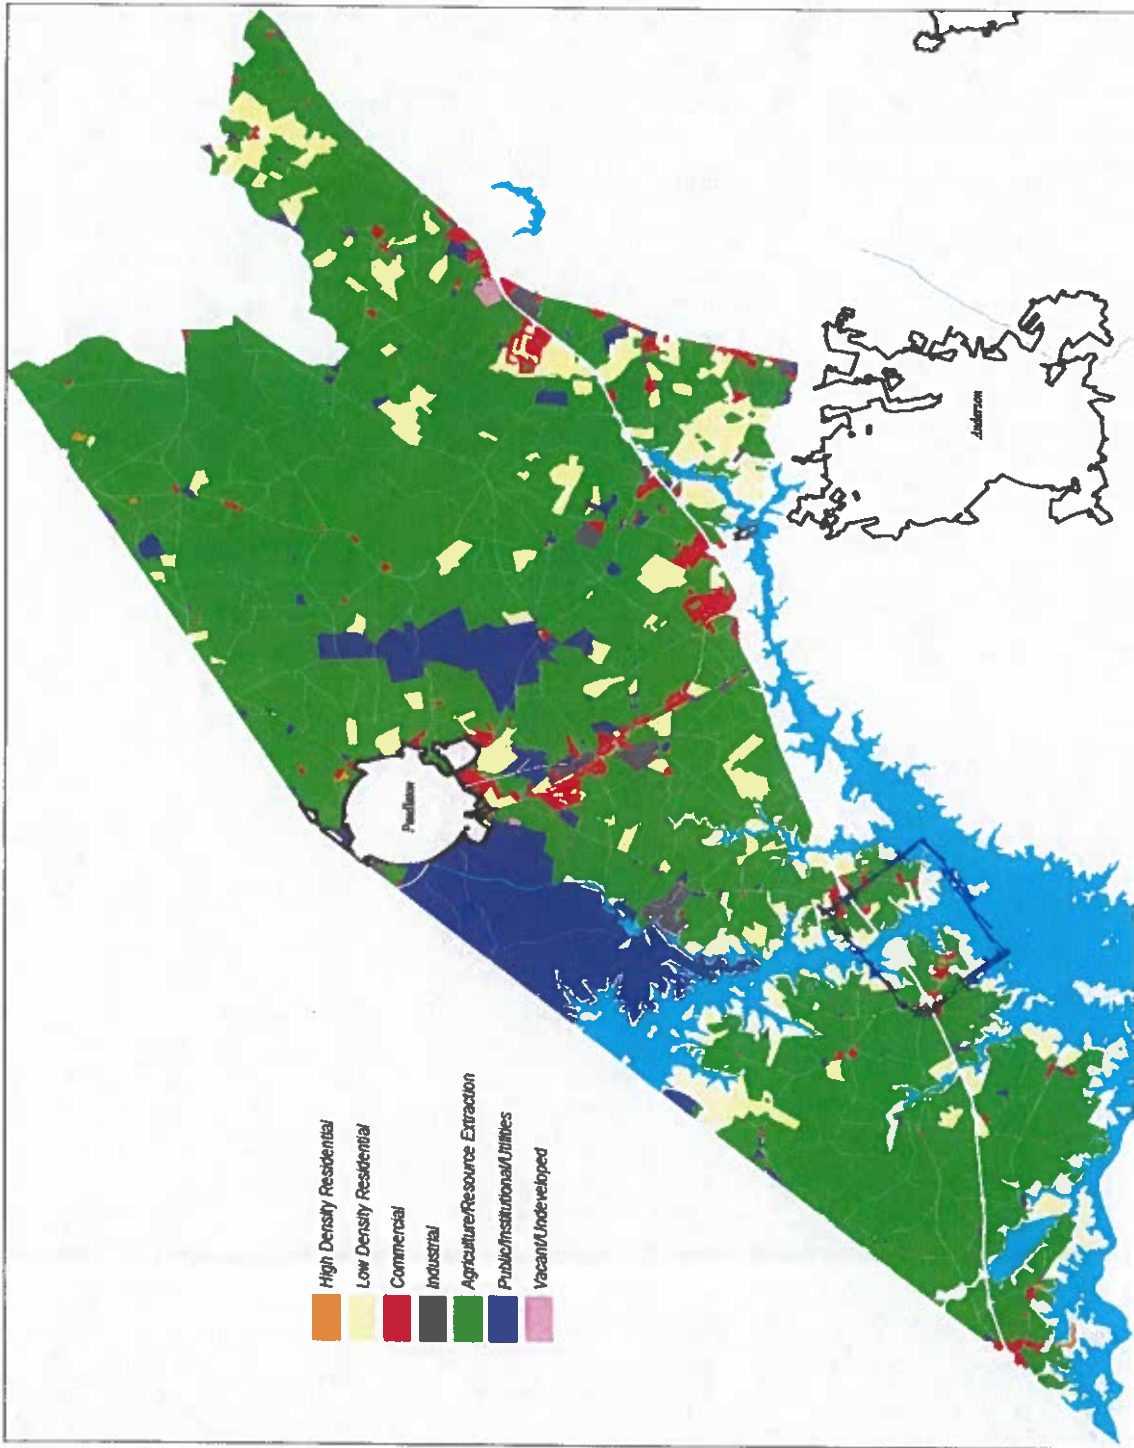 High Density Residential
Low Density Residential
Commercial
Industrial
Agriculture/Resource Extraction
Public/Institutional/Utilities
Vacant/Undeveloped
Pendleton
Anderson